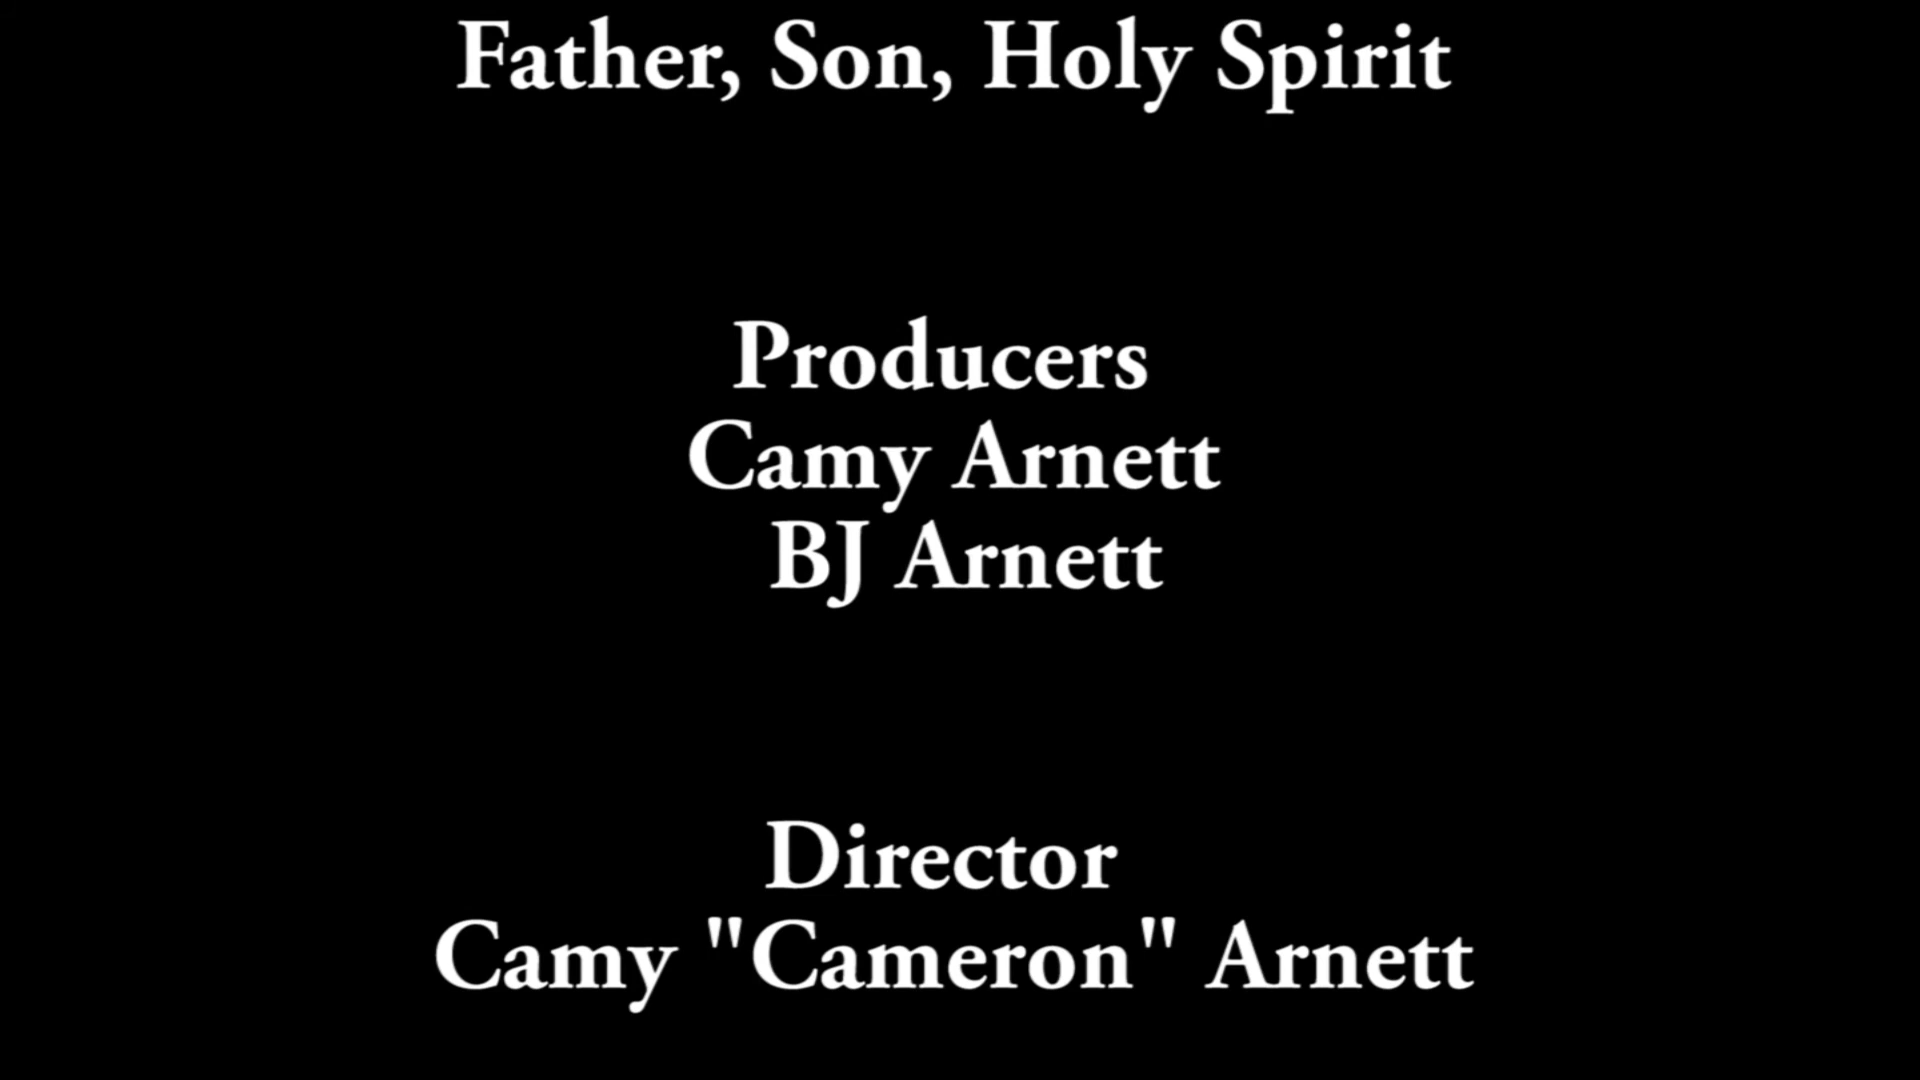 Father, Son, Holy Spirit
Producers
Camy Arnett
BJ Arnett
Director
Camy "Cameron" Arnett